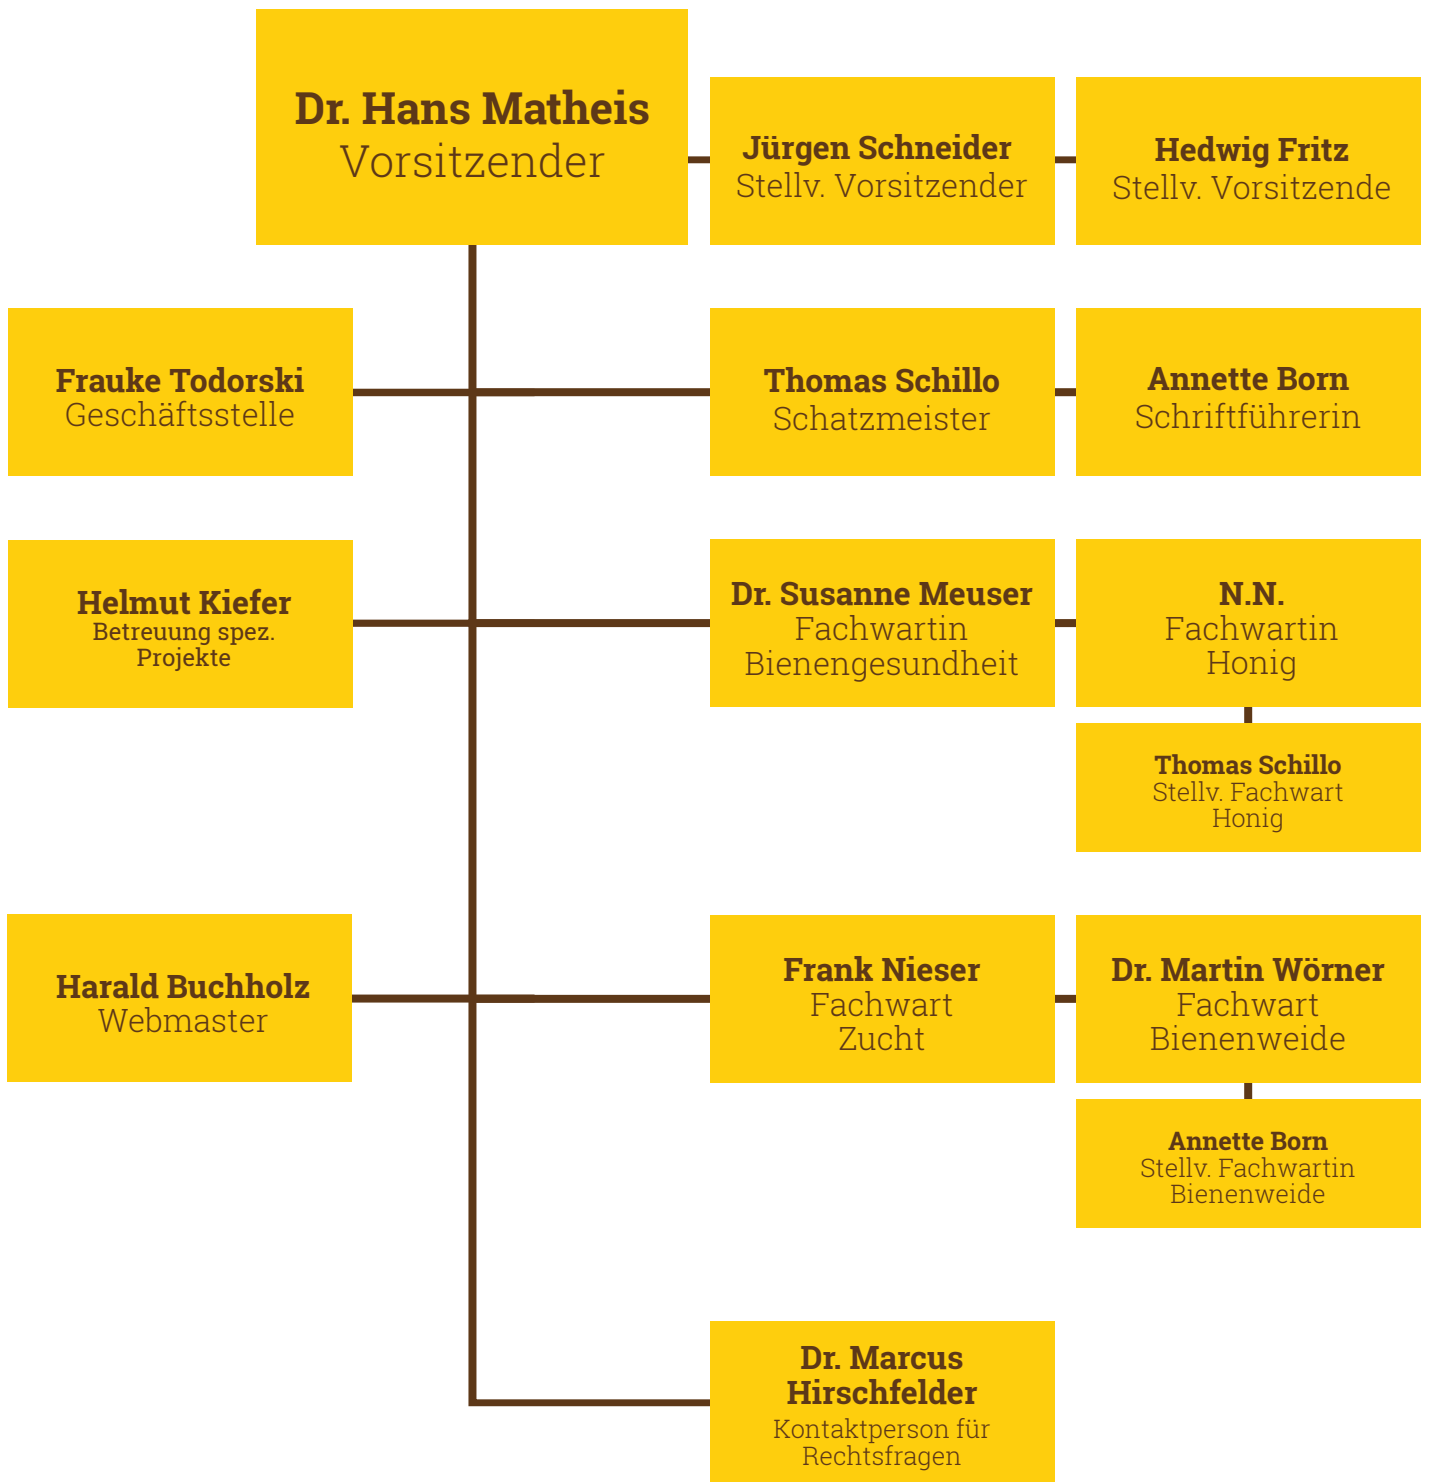 Dr. Hans Matheis
Vorsitzender
Jürgen Schneider
Stellv. Vorsitzender
Hedwig Fritz
Stellv. Vorsitzende
Frauke Todorski
Geschäftsstelle
Thomas Schillo
Schatzmeister
Annette Born
Schriftführerin
Helmut Kiefer
Betreuung spez.
Projekte
Dr. Susanne Meuser
Fachwartin
Bienengesundheit
N.N.
Fachwartin
Honig
Thomas Schillo
Stellv. Fachwart
Honig
Harald Buchholz
Webmaster
Frank Nieser
Fachwart
Zucht
Dr. Martin Wörner
Fachwart
Bienenweide
Annette Born
Stellv. Fachwartin
Bienenweide
Dr. Marcus
Hirschfelder
Kontaktperson für
Rechtsfragen